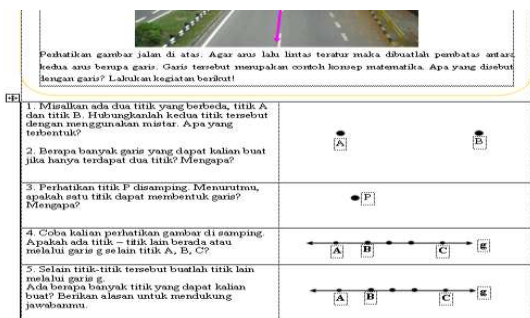 Perhatikan gambar jalan di atas. Agar arus lalu lintas teratur maka dibuatlah pembatas antara
kedua arus berupa garis. Garis tersebut merupakan contoh konsep matematika. Apa yang disebut
dengan garis? Lakukan kegiatan berikut!
1. Misalkan ada dua titik yang berbeda, titik A
dan titik B. Hubungkanlah kedua titik tersebut
dengan menggunakan mistar. Apa yang
terbentuk?
A
B
2. Berapa banyak garis yang dapat kalian buat
jika hanya terdapat dua titik? Mengapa?
3. Perhatikan titik P disamping. Menurutmu,
apakah satu titik dapat membentuk garis?
Mengapa?
P
4. Coba kalian perhatikan gambar di samping.
Apakah ada titik – titik lain berada atau
melalui garis g selain titik A, B, C?
A B C g
5. Selain titik-titik tersebut buatlah titik lain
melalui garis g.
Ada berapa banyak titik yang dapat kalian
buat? Berikan alasan untuk mendukung
jawabanmu.
A B C g